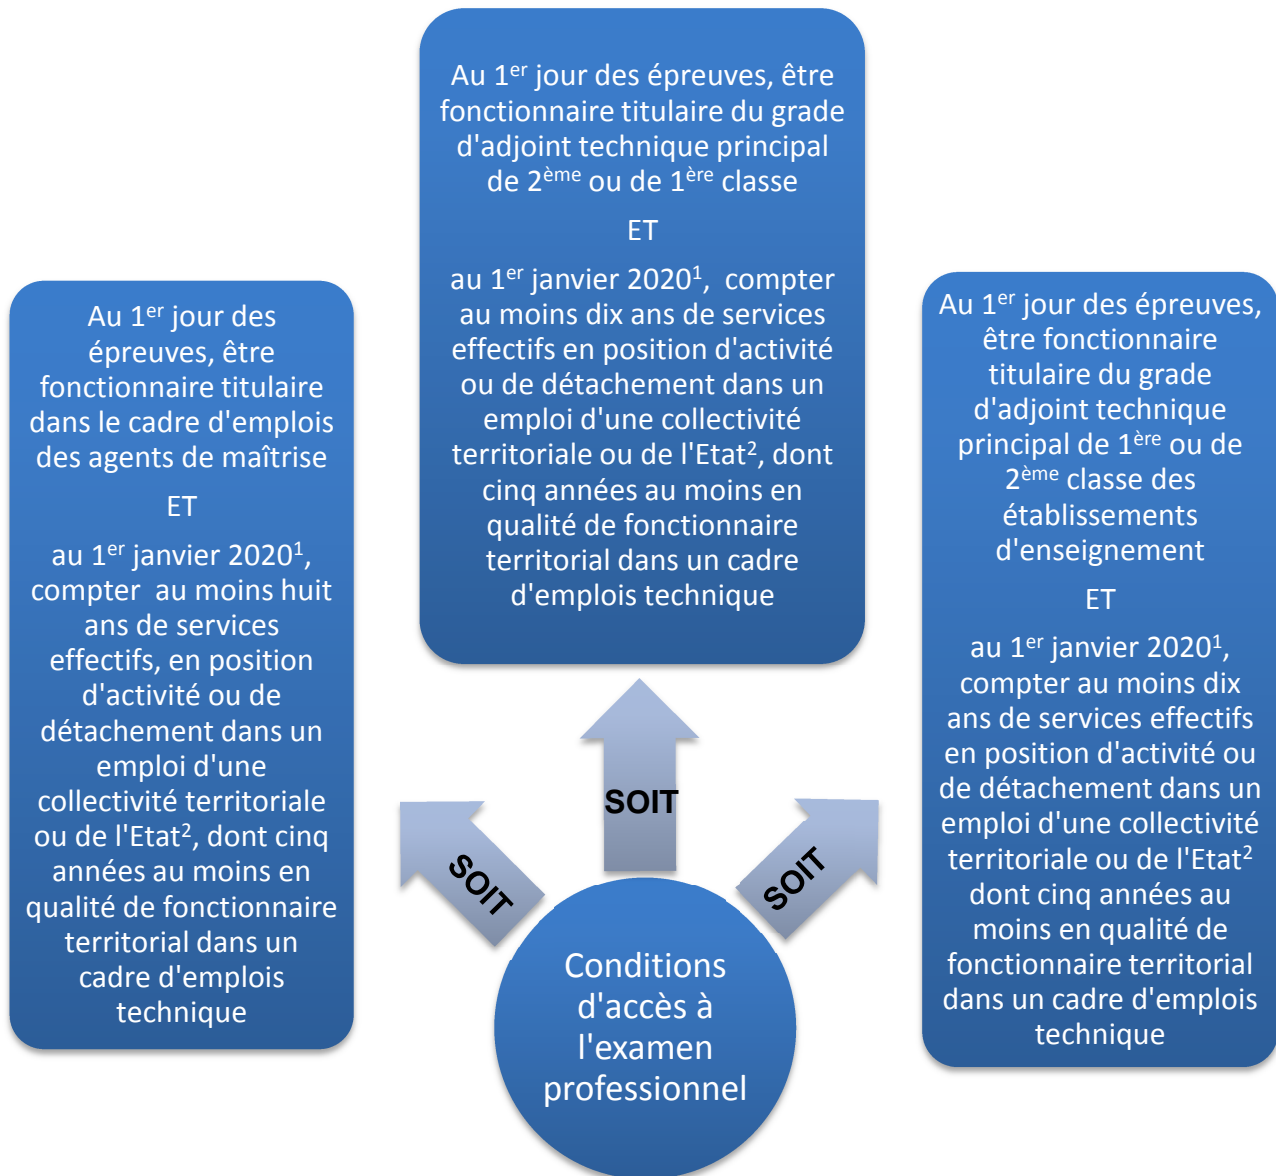 Au 1er jour des épreuves, être
fonctionnaire titulaire du grade
d'adjoint technique principal
de 2ème ou de 1ère classe
ET
au 1er janvier 2020¹, compter
au moins dix ans de services
effectifs en position d'activité
ou de détachement dans un
emploi d'une collectivité
territoriale ou de l'Etat², dont
cinq années au moins en
qualité de fonctionnaire
territorial dans un cadre
d'emplois technique
Au 1er jour des
épreuves, être
fonctionnaire titulaire
dans le cadre d'emplois
des agents de maîtrise
ET
au 1er janvier 2020¹,
compter au moins huit
ans de services
effectifs, en position
d'activité ou de
détachement dans un
emploi d'une
collectivité territoriale
ou de l'Etat², dont cinq
années au moins en
qualité de fonctionnaire
territorial dans un
cadre d'emplois
technique
Au 1er jour des épreuves,
être fonctionnaire
titulaire du grade
d'adjoint technique
principal de 1ère ou de
2ème classe des
établissements
d'enseignement
ET
au 1er janvier 2020¹,
compter au moins dix
ans de services effectifs
en position d'activité ou
de détachement dans un
emploi d'une collectivité
territoriale ou de l'Etat²
dont cinq années au
moins en qualité de
fonctionnaire territorial
dans un cadre d'emplois
technique
SOIT
SOIT
SOIT
Conditions
d'accès à
l'examen
professionnel